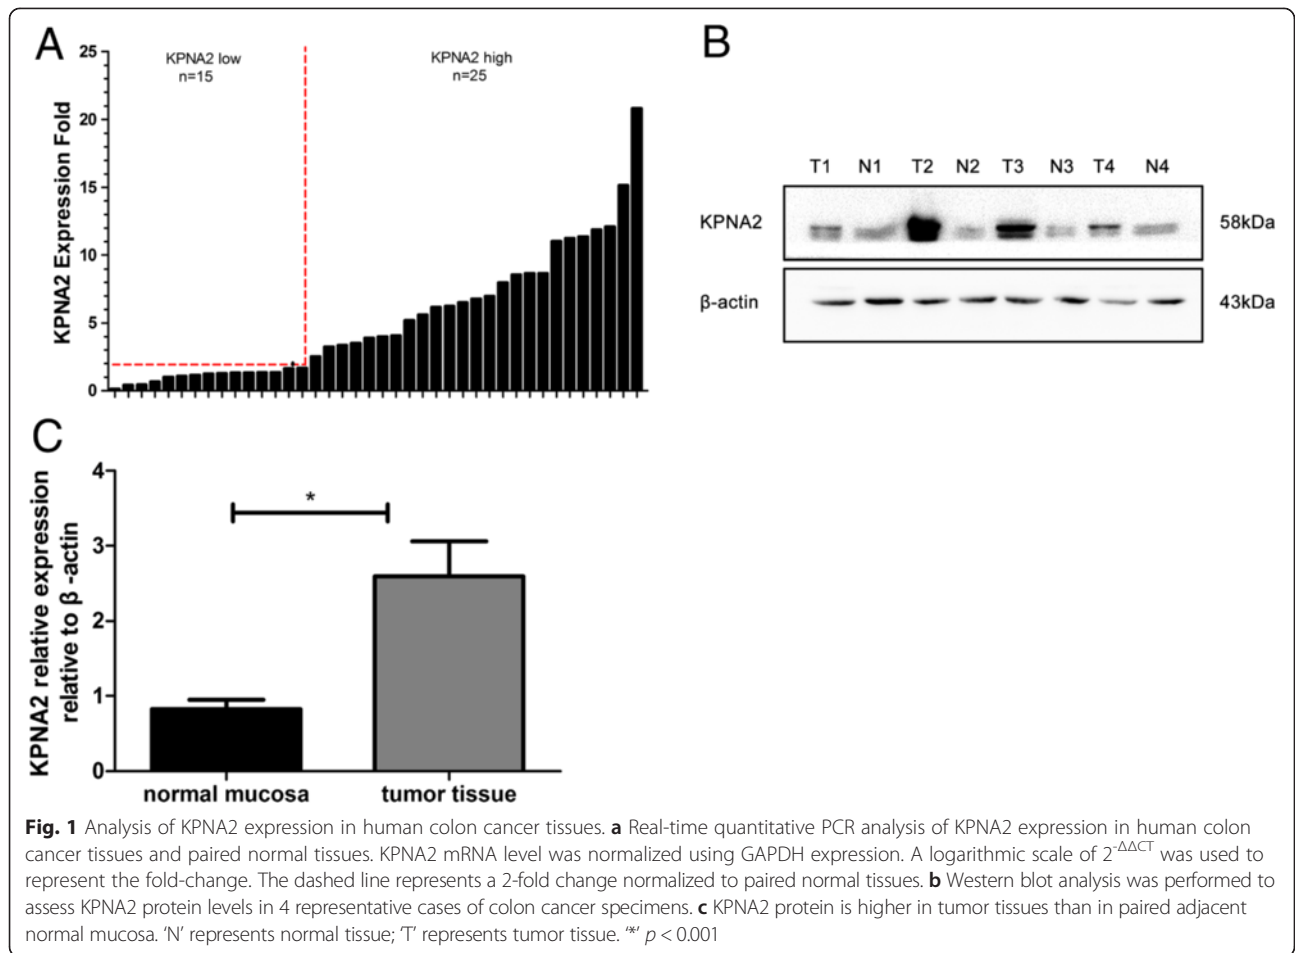 A
KPNA2 Expression Fold
25
20
15
10
5
0
KPNA2 low
n=15
KPNA2 high
n=25
B
T1 N1 T2 N2 T3 N3 T4 N4
KPNA2 58kDa
β-actin 43kDa
C
KPNA2 relative expression
relative to β -actin
4
3
2
1
0
*
normal mucosa tumor tissue
Fig. 1 Analysis of KPNA2 expression in human colon cancer tissues. a Real-time quantitative PCR analysis of KPNA2 expression in human colon
cancer tissues and paired normal tissues. KPNA2 mRNA level was normalized using GAPDH expression. A logarithmic scale of 2-ΔΔCT was used to
represent the fold-change. The dashed line represents a 2-fold change normalized to paired normal tissues. b Western blot analysis was performed to
assess KPNA2 protein levels in 4 representative cases of colon cancer specimens. c KPNA2 protein is higher in tumor tissues than in paired adjacent
normal mucosa. ‘N’ represents normal tissue; ‘T’ represents tumor tissue. ‘*’ p < 0.001